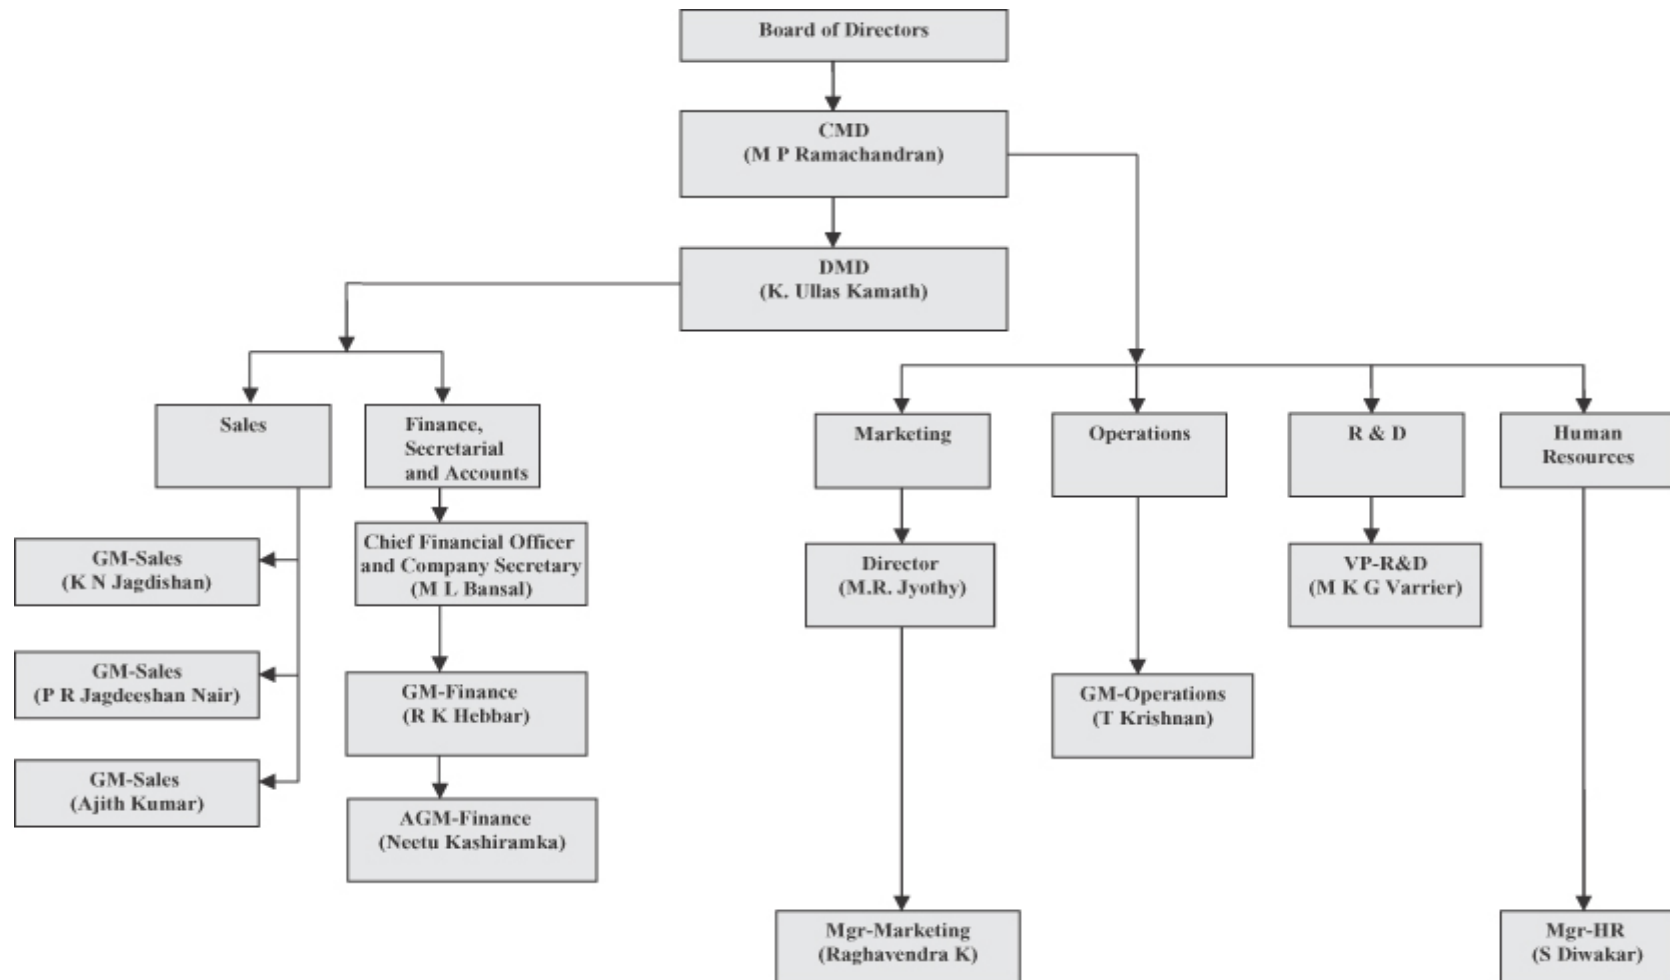 Board of Directors
CMD
(M P Ramachandran)
DMD
(K. Ullas Kamath)
Sales
Finance,
Secretarial
and Accounts
Marketing
Operations
R & D
Human
Resources
GM-Sales
(K N Jagdishan)
Chief Financial Officer
and Company Secretary
(M L Bansal)
Director
(M.R. Jyothy)
VP-R&D
(M K G Varrier)
GM-Sales
(P R Jagdeeshan Nair)
GM-Finance
(R K Hebbar)
GM-Operations
(T Krishnan)
GM-Sales
(Ajith Kumar)
AGM-Finance
(Neetu Kashiramka)
Mgr-Marketing
(Raghavendra K)
Mgr-HR
(S Diwakar)